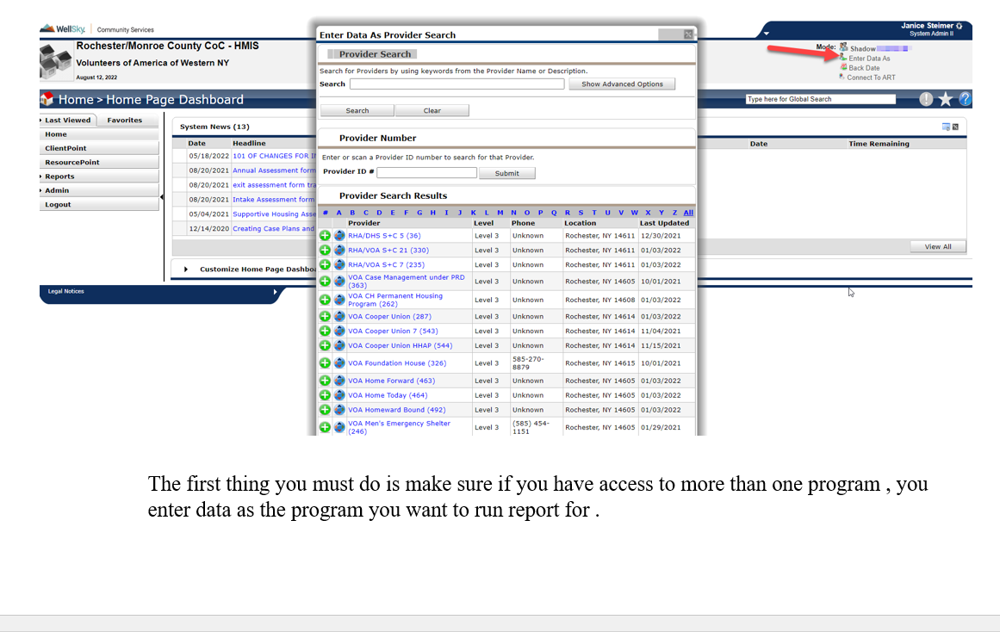 WellSky. Community Services
Janice Steimer
System Admin II
Rochester/Monroe County CoC - HMIS
Volunteers of America of Western NY
August 12, 2022
Mode: Shadow
Enter Data As
Back Date
Connect To ART
Home > Home Page Dashboard
Type here for Global Search
Last Viewed Favorites
Home
ClientPoint
ResourcePoint
Reports
Admin
Logout
System News (13)
Date Headline
05/18/2022 101 OF CHANGES FOR
08/20/2021 Annual Assessment form
08/20/2021 exit assessment form
08/20/2021 Intake Assessment form
05/04/2021 Supportive Housing
12/14/2020 Creating Case Plans and
Customize Home Page
Legal Notices
Date Time Remaining
View All
Enter Data As Provider Search
Provider Search
Search for Providers by using keywords from the Provider Name or Description.
Search Show Advanced Options
Search Clear
Provider Number
Enter or scan a Provider ID number to search for that Provider.
Provider ID # Submit
Provider Search Results
# A B C D E F G H I J K L M N O P Q R S T U V W X Y Z All
Provider Level Phone Location Last Updated
RHA/DHS S+C 5 (36) Level 3 Unknown Rochester, NY 14611 12/30/2021
RHA/VOA S+C 21 (330) Level 3 Unknown Rochester, NY 14611 01/03/2022
RHA/VOA S+C 7 (235) Level 3 Unknown Rochester, NY 14611 01/03/2022
VOA Case Management under PRD
(363) Level 3 Unknown Rochester, NY 14605 10/01/2021
VOA CH Permanent Housing
Program (262) Level 3 Unknown Rochester, NY 14608 01/03/2022
VOA Cooper Union (287) Level 3 Unknown Rochester, NY 14614 01/03/2022
VOA Cooper Union 7 (543) Level 3 Unknown Rochester, NY 14614 11/04/2021
VOA Cooper Union HHAP (544) Level 3 Unknown Rochester, NY 14614 11/15/2021
VOA Foundation House (326) Level 3 585-270-
8879 Rochester, NY 14615 10/01/2021
VOA Home Forward (463) Level 3 Unknown Rochester, NY 14605 01/03/2022
VOA Home Today (464) Level 3 Unknown Rochester, NY 14605 01/03/2022
VOA Homeward Bound (492) Level 3 Unknown Rochester, NY 14605 01/03/2022
VOA Men's Emergency Shelter
(246) Level 3 (585) 454-
1151 Rochester, NY 14605 01/29/2021
The first thing you must do is make sure if you have access to more than one program , you
enter data as the program you want to run report for .